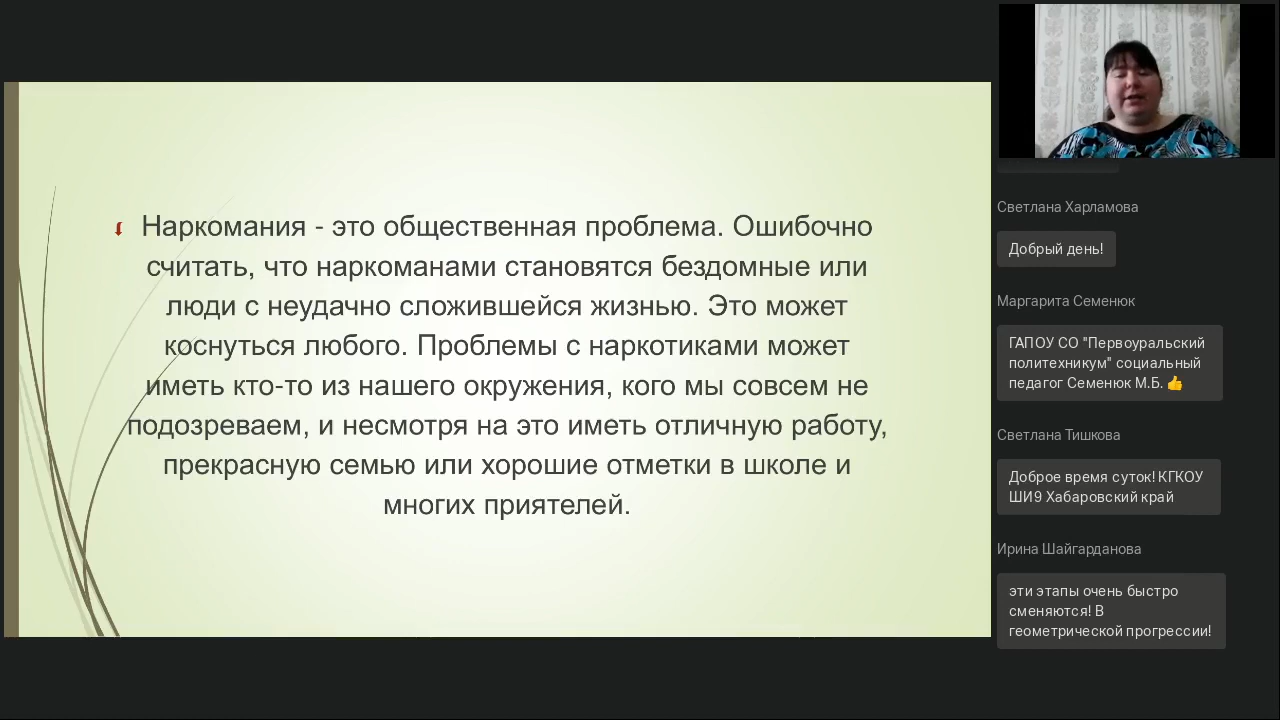 Наркомания - это общественная проблема. Ошибочно
считать, что наркоманами становятся бездомные или
люди с неудачно сложившейся жизнью. Это может
коснуться любого. Проблемы с наркотиками может
иметь кто-то из нашего окружения, кого мы совсем не
подозреваем, и несмотря на это иметь отличную работу,
прекрасную семью или хорошие отметки в школе и
многих приятелей.
Светлана Харламова
Добрый день!
Маргарита Семенюк
ГАПОУ СО "Первоуральский
политехникум" социальный
педагог Семенюк М.Б. 👍
Светлана Тишкова
Доброе время суток! КГКОУ
ШИ9 Хабаровский край
Ирина Шайгарданова
эти этапы очень быстро
сменяются! В
геометрической прогрессии!